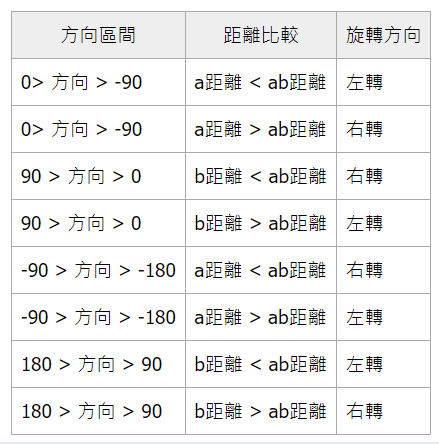 方向區間 距離比較 旋轉方向
0> 方向 > -90 a距離 < ab距離 左轉
0> 方向 > -90 a距離 > ab距離 右轉
90 > 方向 > 0 b距離 < ab距離 右轉
90 > 方向 > 0 b距離 > ab距離 左轉
-90 > 方向 > -180 a距離 < ab距離 右轉
-90 > 方向 > -180 a距離 > ab距離 左轉
180 > 方向 > 90 b距離 < ab距離 左轉
180 > 方向 > 90 b距離 > ab距離 右轉